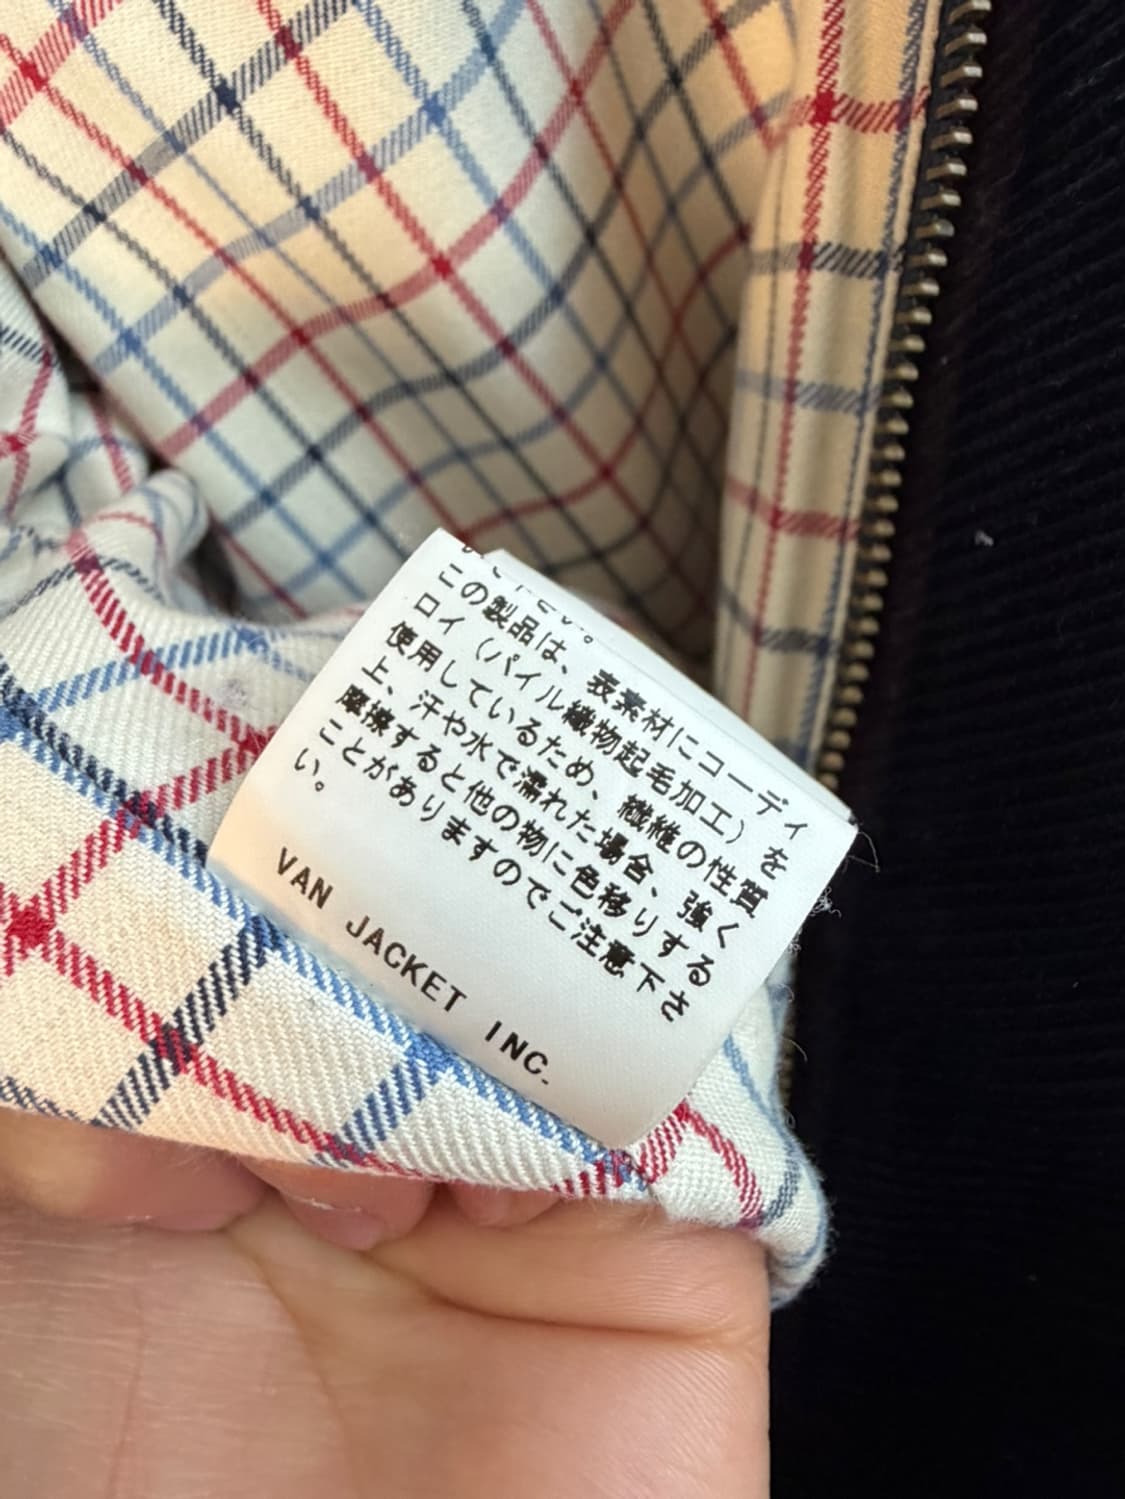 この製品は、表素材にコーディ
ロイ（パイル織物起毛加工）を
使用しているため、繊維の性質
上、汗や水で濡れた場合、強く
摩擦すると他の物に色移りする
ことがありますのでご注意下さ
い。
VAN JACKET INC.